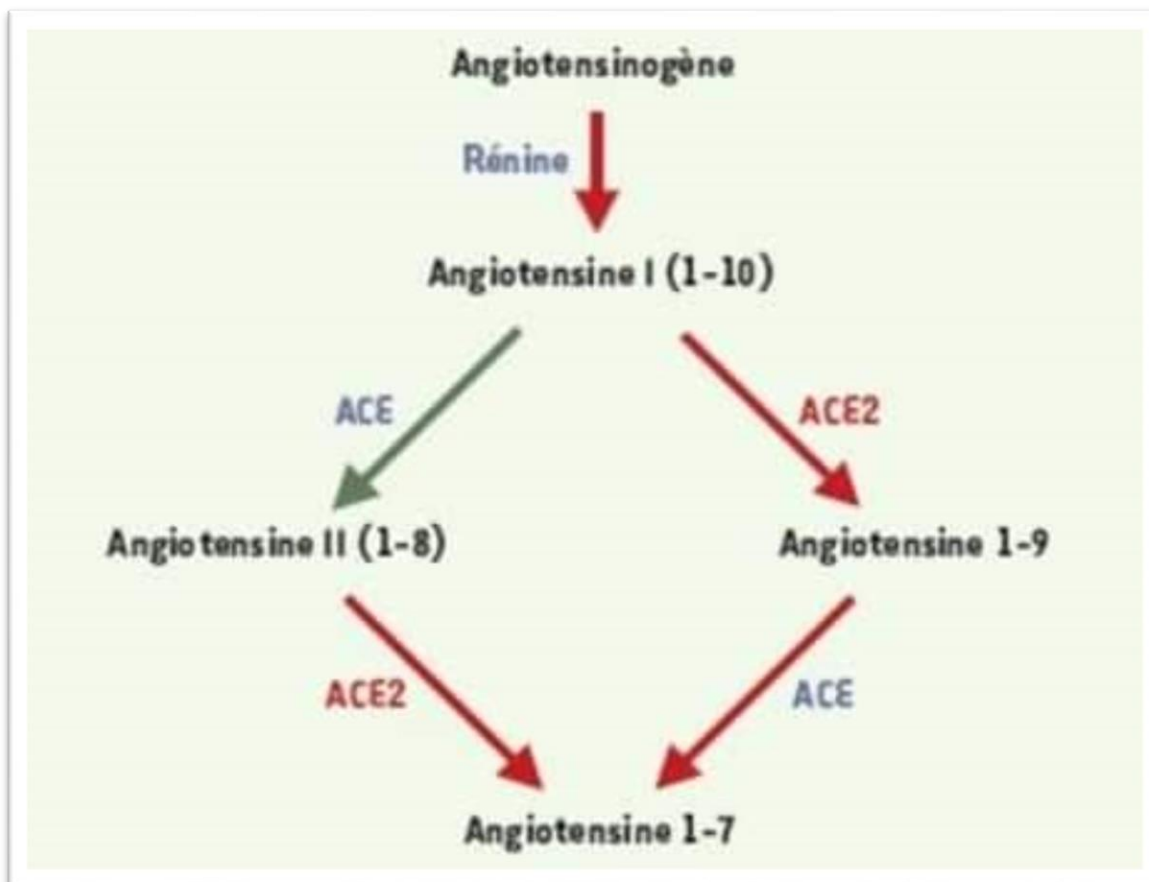 Angiotensinogène
Rénine
Angiotensine I (1-10)
ACE
ACE2
Angiotensine II (1-8)
Angiotensine 1-9
ACE2
ACE
Angiotensine 1-7